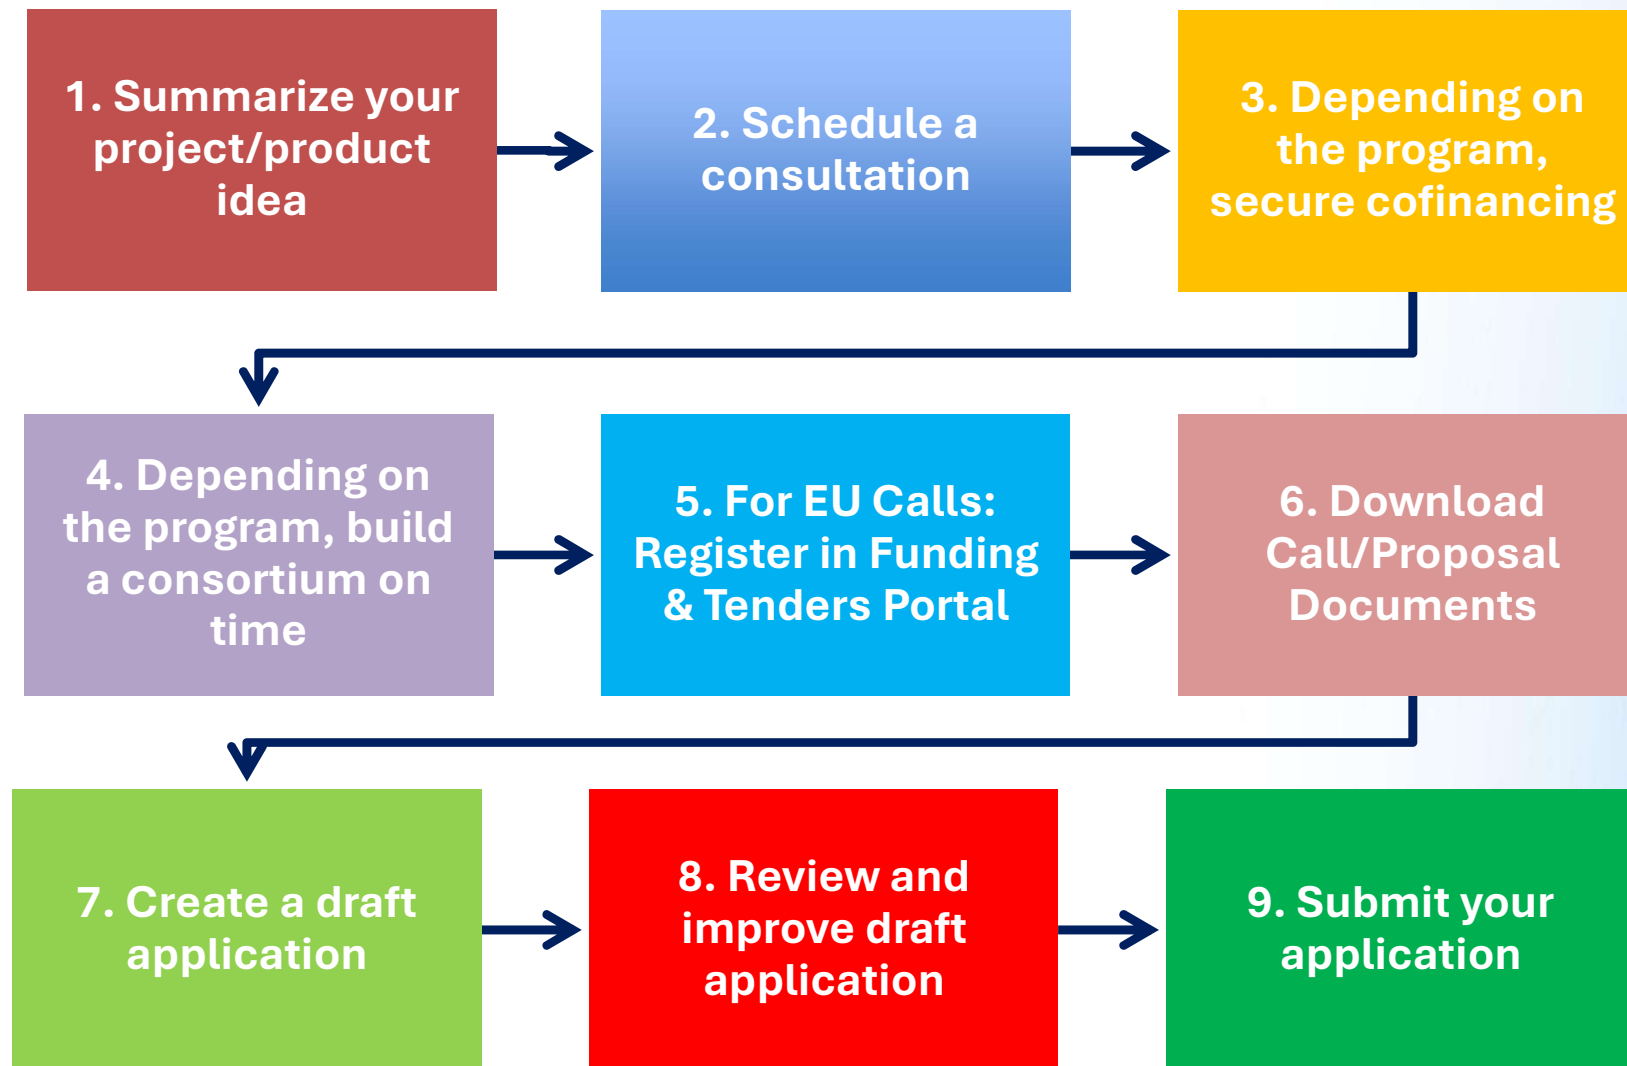 1. Summarize your
project/product
idea
2. Schedule a
consultation
3. Depending on
the program,
secure cofinancing
4. Depending on
the program, build
a consortium on
time
5. For EU Calls:
Register in Funding
& Tenders Portal
6. Download
Call/Proposal
Documents
7. Create a draft
application
8. Review and
improve draft
application
9. Submit your
application